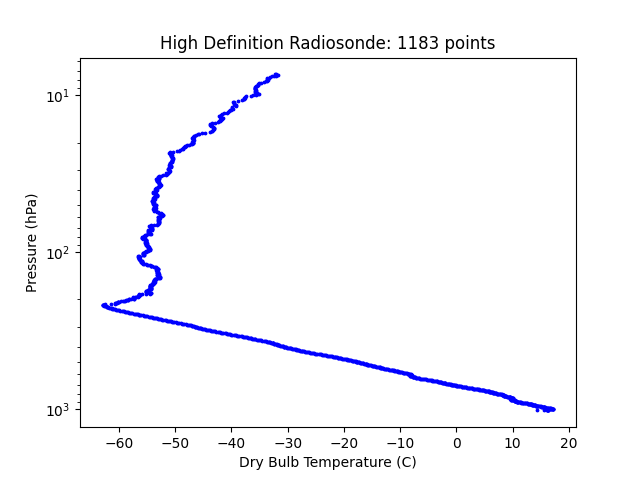 High Definition Radiosonde: 1183 points
10¹
10²
10³
Pressure (hPa)
−60 −50 −40 −30 −20 −10 0 10 20
Dry Bulb Temperature (C)